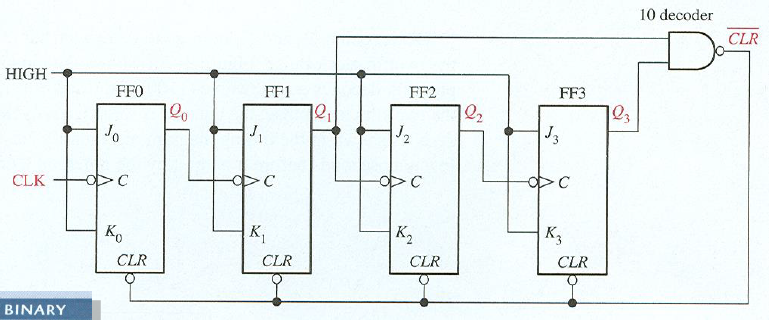 10 decoder
CLR
HIGH
FF0 FF1 FF2 FF3
Q0 Q1 Q2 Q3
J0 J1 J2 J3
CLK C C C C
K0 K1 K2 K3
CLR CLR CLR CLR
BINARY